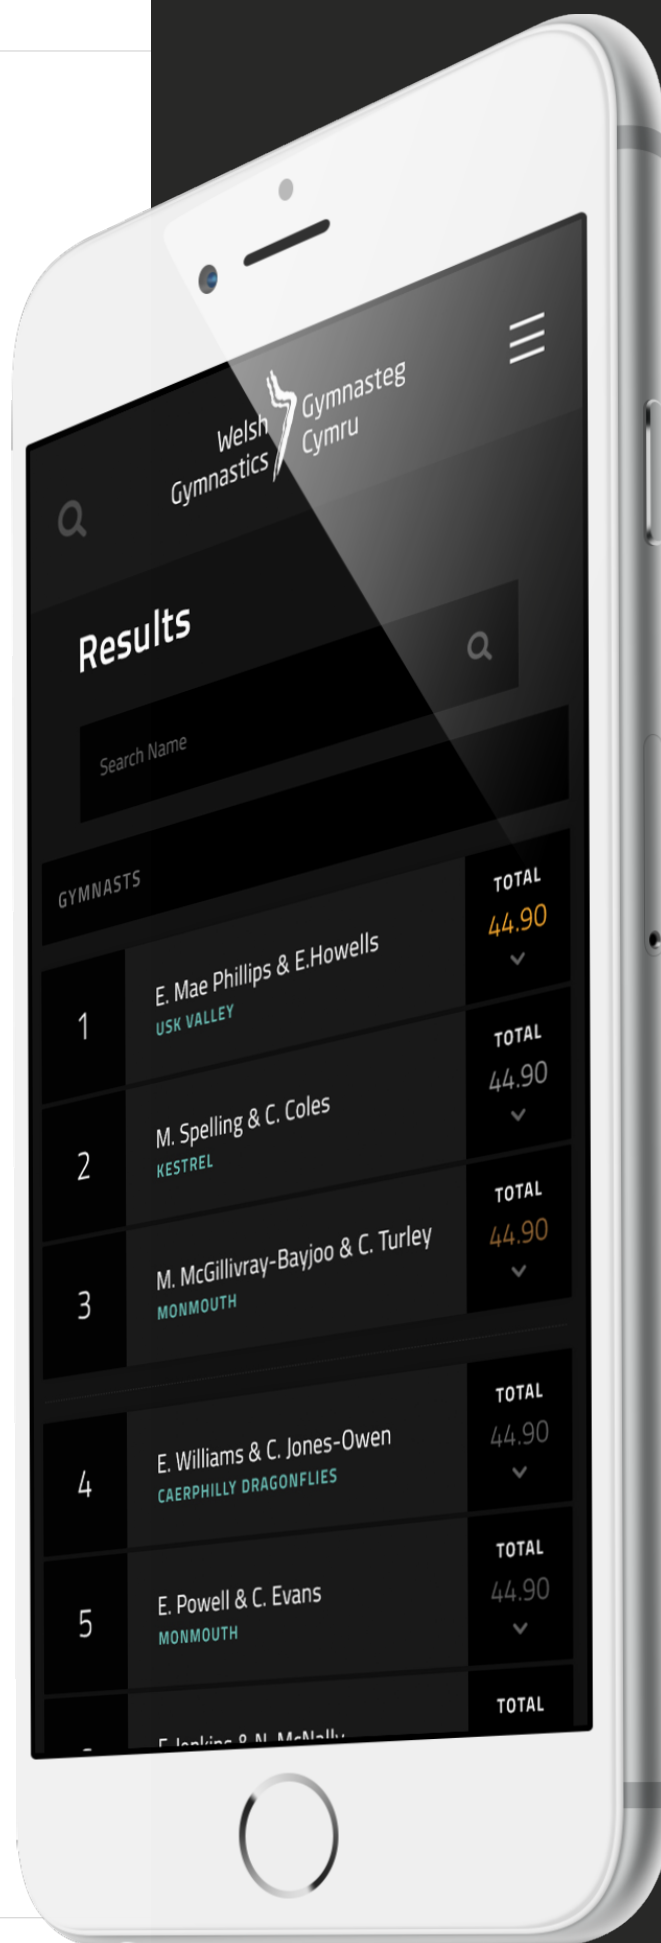 Welsh
Gymnastics
Gymnasteg
Cymru
Results
Search Name
GYMNASTS
1
E. Mae Phillips & E.Howells
USK VALLEY
TOTAL
44.90
2
M. Spelling & C. Coles
KESTREL
TOTAL
44.90
3
M. McGillivray-Bayjoo & C. Turley
MONMOUTH
TOTAL
44.90
4
E. Williams & C. Jones-Owen
CAERPHILLY DRAGONFLIES
TOTAL
44.90
5
E. Powell & C. Evans
MONMOUTH
TOTAL
44.90
Jenkins & N. McNally
TOTAL